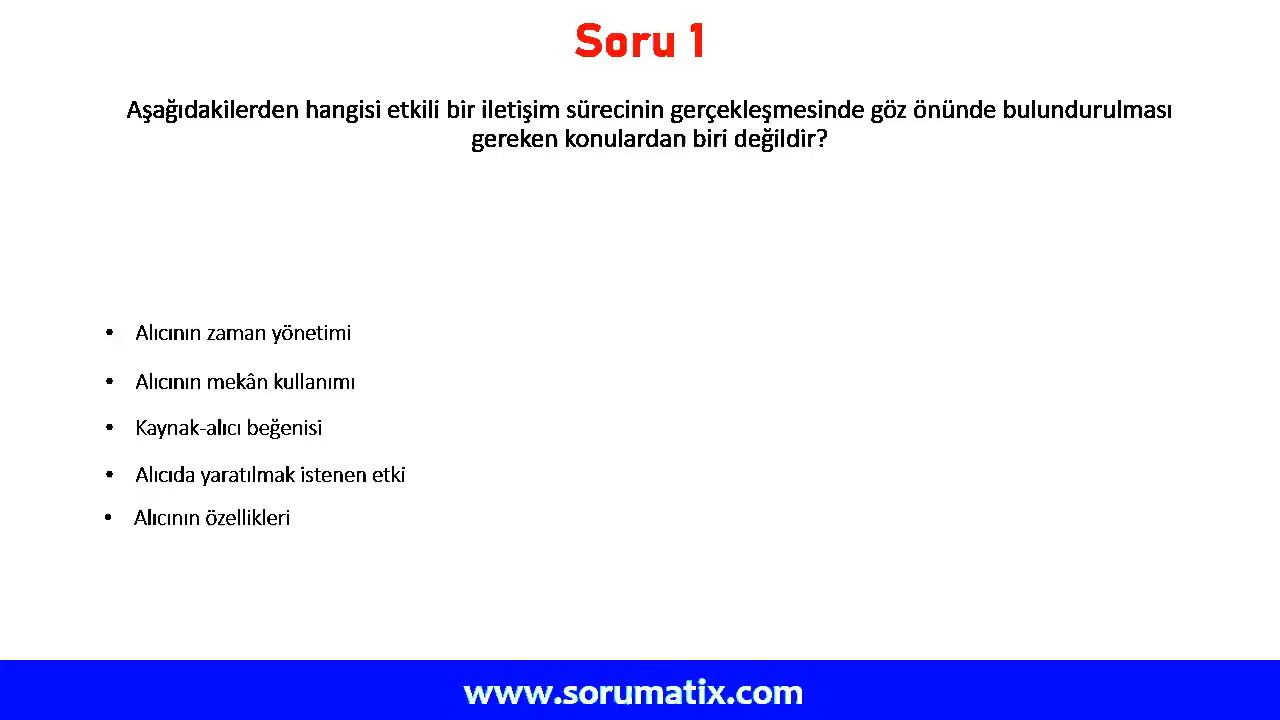 Soru 1
Aşağıdakilerden hangisi etkili bir iletişim sürecinin gerçekleşmesinde göz önünde bulundurulması
gereken konulardan biri değildir?
• Alıcının zaman yönetimi
• Alıcının mekân kullanımı
• Kaynak-alıcı beğenisi
• Alıcıda yaratılmak istenen etki
• Alıcının özellikleri
www.sorumatix.com